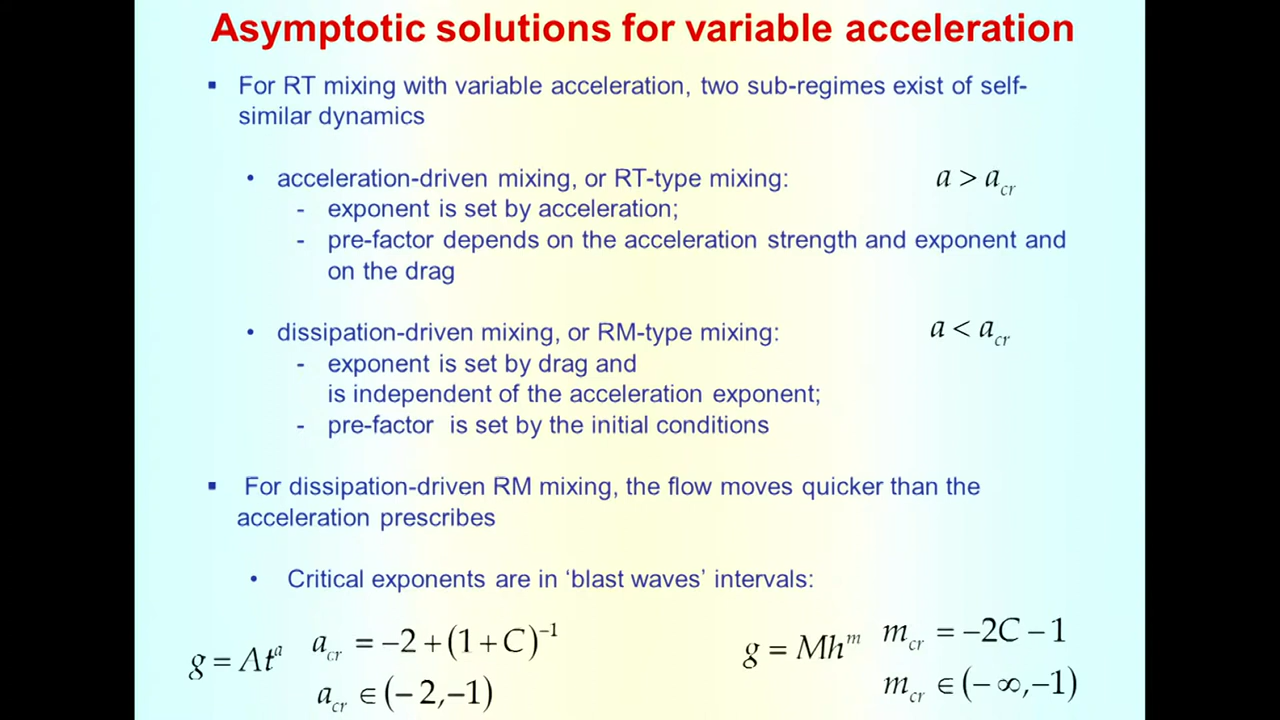 Asymptotic solutions for variable acceleration
▪ For RT mixing with variable acceleration, two sub-regimes exist of self-
similar dynamics
• acceleration-driven mixing, or RT-type mixing: a > a_cr
- exponent is set by acceleration;
- pre-factor depends on the acceleration strength and exponent and
on the drag
• dissipation-driven mixing, or RM-type mixing: a < a_cr
- exponent is set by drag and
is independent of the acceleration exponent;
- pre-factor is set by the initial conditions
▪ For dissipation-driven RM mixing, the flow moves quicker than the
acceleration prescribes
• Critical exponents are in ‘blast waves’ intervals:
g = At^a a_cr = −2 + (1 + C)^−1 g = Mh^m m_cr = −2C − 1
a_cr ∈ (− 2,−1) m_cr ∈ (− ∞,−1)